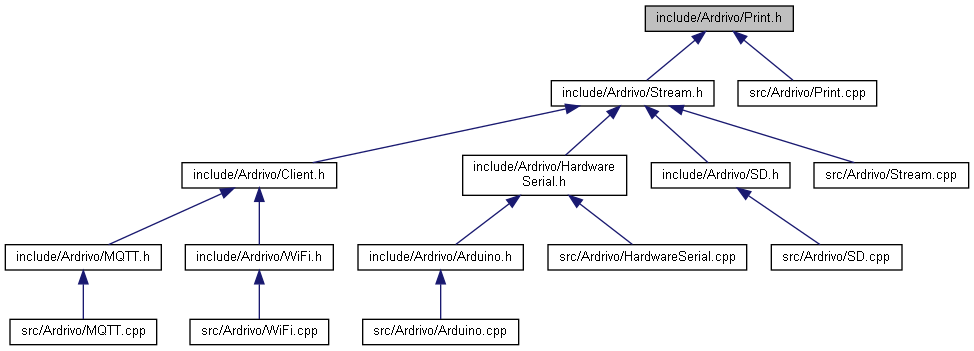 include/Ardrivo/Print.h
include/Ardrivo/Stream.h
src/Ardrivo/Print.cpp
include/Ardrivo/Client.h
include/Ardrivo/Hardware
Serial.h
include/Ardrivo/SD.h
src/Ardrivo/Stream.cpp
include/Ardrivo/MQTT.h
include/Ardrivo/WiFi.h
include/Ardrivo/Arduino.h
src/Ardrivo/HardwareSerial.cpp
src/Ardrivo/SD.cpp
src/Ardrivo/MQTT.cpp
src/Ardrivo/WiFi.cpp
src/Ardrivo/Arduino.cpp